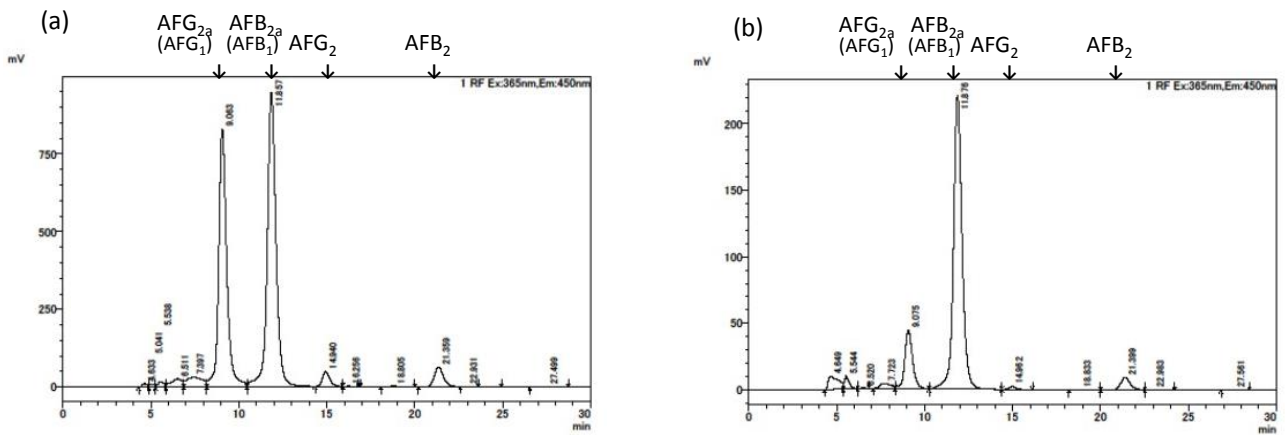 (a)
AFG2a
(AFG1)
AFB2a
(AFB1)
AFG2
AFB2
mV
1 RF Ex:365nm,Em:450nm
750
500
250
0
5.041
5.538
6.511
7.397
9.063
11.857
14.940
18.805
21.359
22.931
27.499
0 5 10 15 20 25 30
min
(b)
AFG2a
(AFG1)
AFB2a
(AFB1)
AFG2
AFB2
mV
1 RF Ex:365nm,Em:450nm
200
150
100
50
0
4.649
5.544
7.723
9.075
11.876
14.962
18.833
21.399
22.983
27.561
0 5 10 15 20 25 30
min